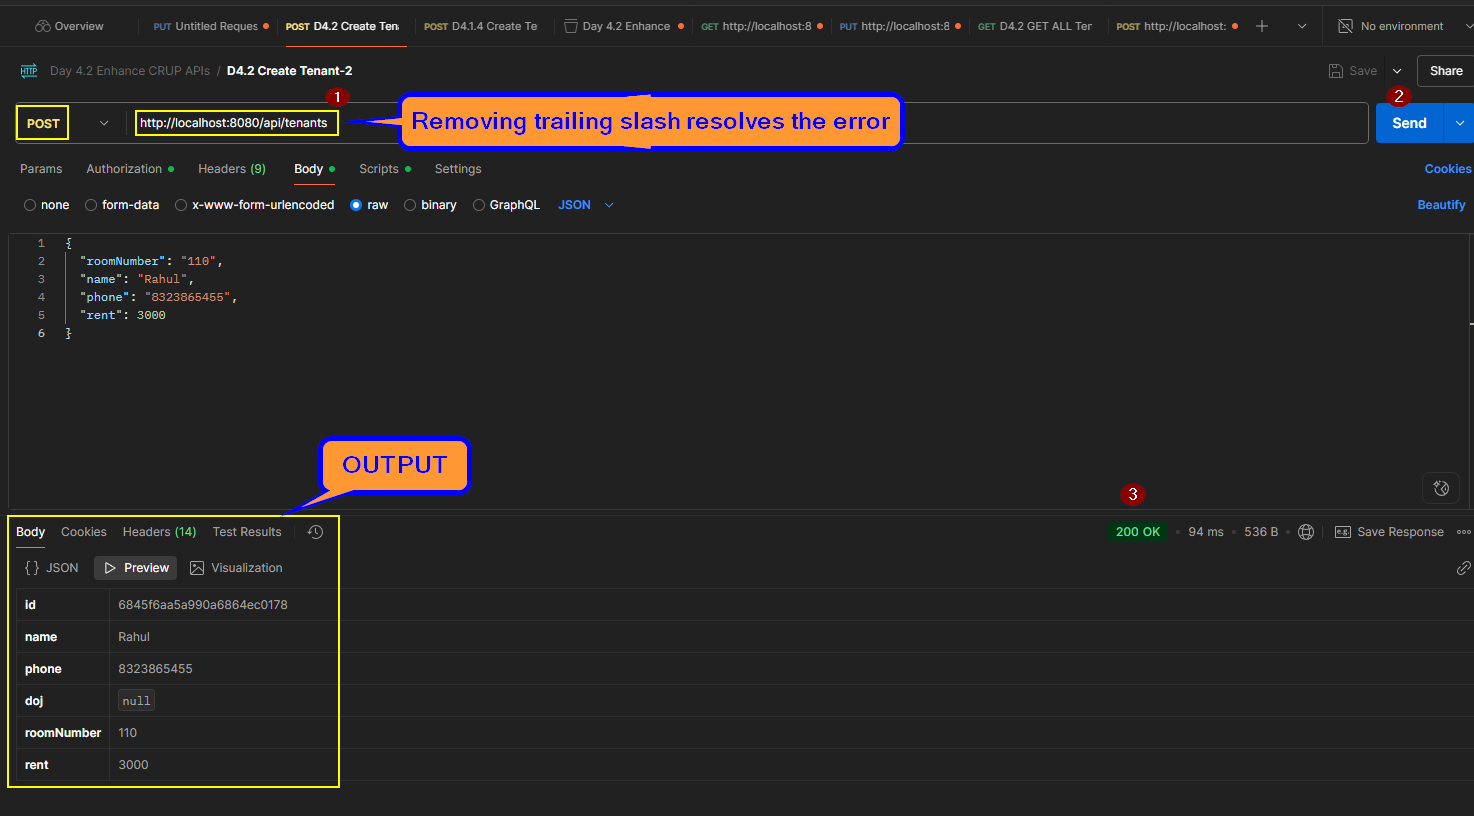 Overview PUT Untitled Reques POST D4.2 Create Tena POST D4.1.4 Create Te Day 4.2 Enhance GET http://localhost:8 PUT http://localhost:8 GET D4.2 GET ALL Ten POST http://localhost: No environment
HTTP Day 4.2 Enhance CRUP APIs / D4.2 Create Tenant-2 Save Share
1 2
POST http://localhost:8080/api/tenants Removing trailing slash resolves the error Send
Params Authorization Headers (9) Body Scripts Settings Cookies
none form-data x-www-form-urlencoded raw binary GraphQL JSON Beautify
1 {
2 "roomNumber": "110",
3 "name": "Rahul",
4 "phone": "8323865455",
5 "rent": 3000
6 }
OUTPUT
3
Body Cookies Headers (14) Test Results 200 OK 94 ms 536 B e.g. Save Response
{} JSON Preview Visualization
id 6845f6aa5a990a6864ec0178
name Rahul
phone 8323865455
doj null
roomNumber 110
rent 3000